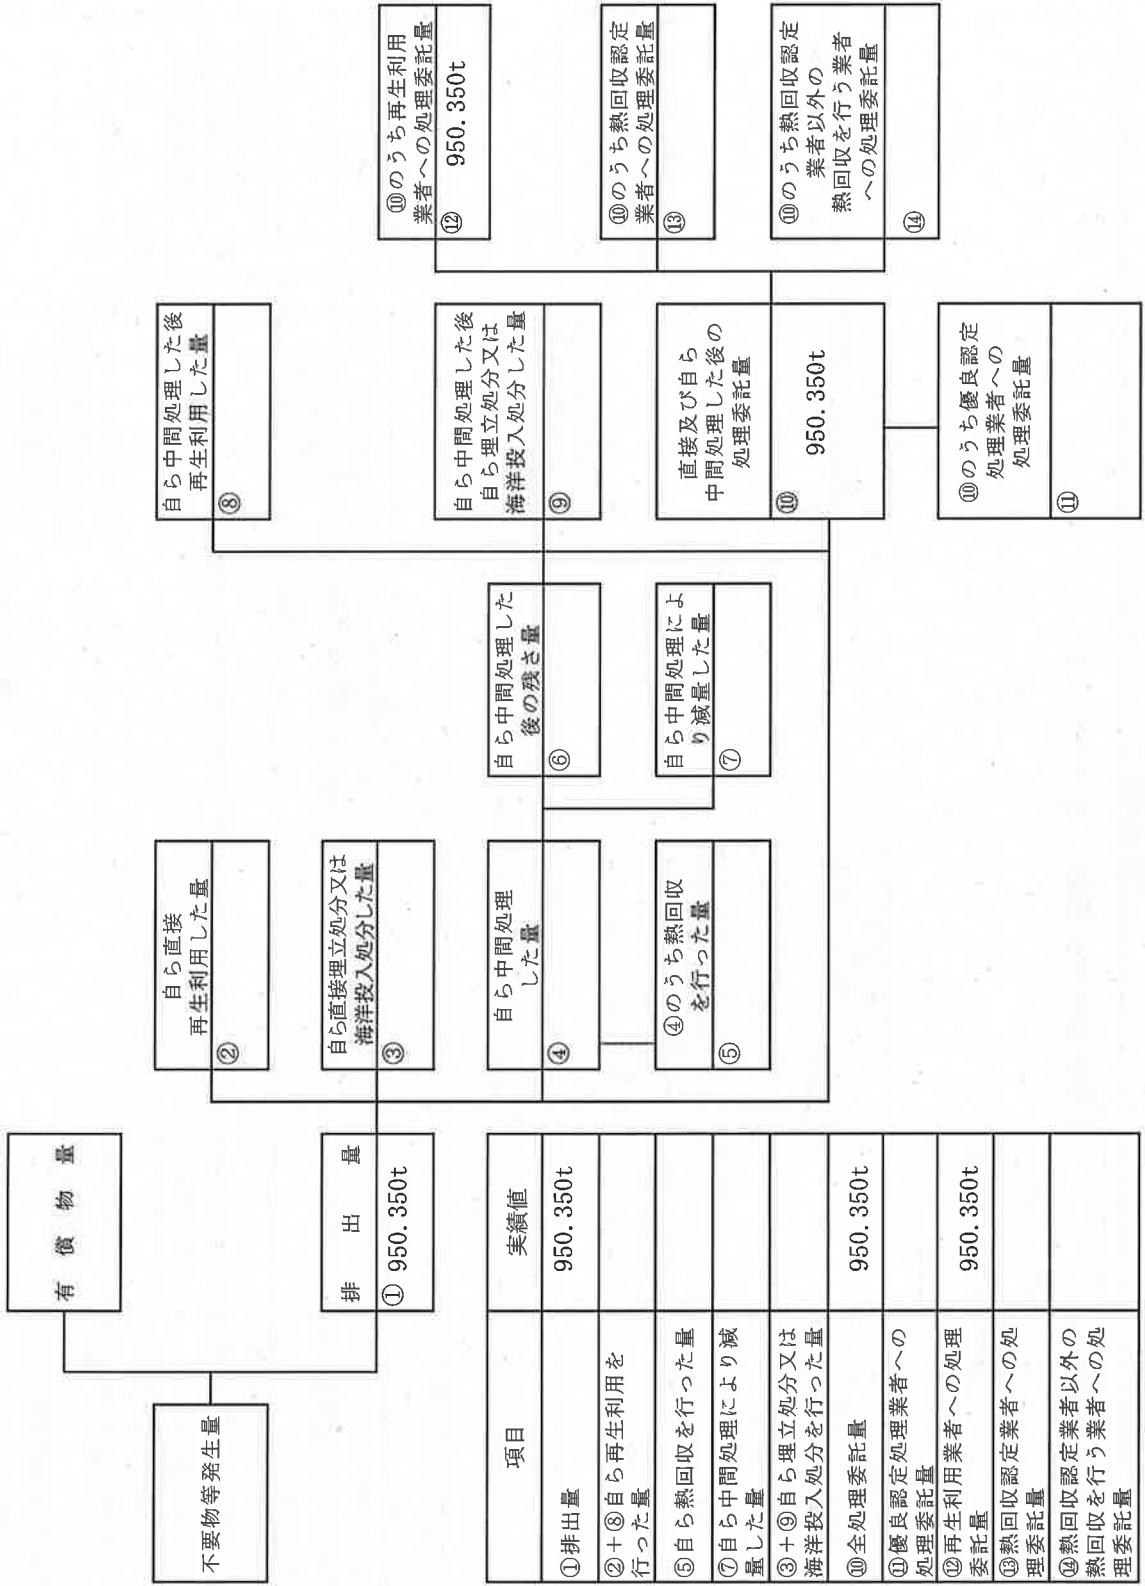 不要物等発生量
有償物量
排出量
① 950.350t
自ら直接
再生利用した量
②
自ら直接埋立処分又は
海洋投入処分した量
③
自ら中間処理
した量
④
④のうち熱回収
を行った量
⑤
自ら中間処理した
後の残さ量
⑥
自ら中間処理によ
り減量した量
⑦
自ら中間処理した後
再生利用した量
⑧
自ら中間処理した後
自ら埋立処分又は
海洋投入処分した量
⑨
直接及び自ら
中間処理した後の
処理委託量
⑩ 950.350t
⑩のうち優良認定
処理業者への
処理委託量
⑪
⑩のうち再生利用
業者への処理委託量
⑫ 950.350t
⑩のうち熱回収認定
業者への処理委託量
⑬
⑩のうち熱回収認定
業者以外の
熱回収を行う業者
への処理委託量
⑭
項目 実績値
①排出量 950.350t
②+⑧自ら再生利用を
行った量
⑤自ら熱回収を行った量
⑦自ら中間処理により減
量した量
③+⑨自ら埋立処分又は
海洋投入処分を行った量
⑩全処理委託量 950.350t
⑪優良認定処理業者への
処理委託量
⑫再生利用業者への処理
委託量 950.350t
⑬熱回収認定業者への処
理委託量
⑭熱回収認定業者以外の
熱回収を行う業者への処
理委託量